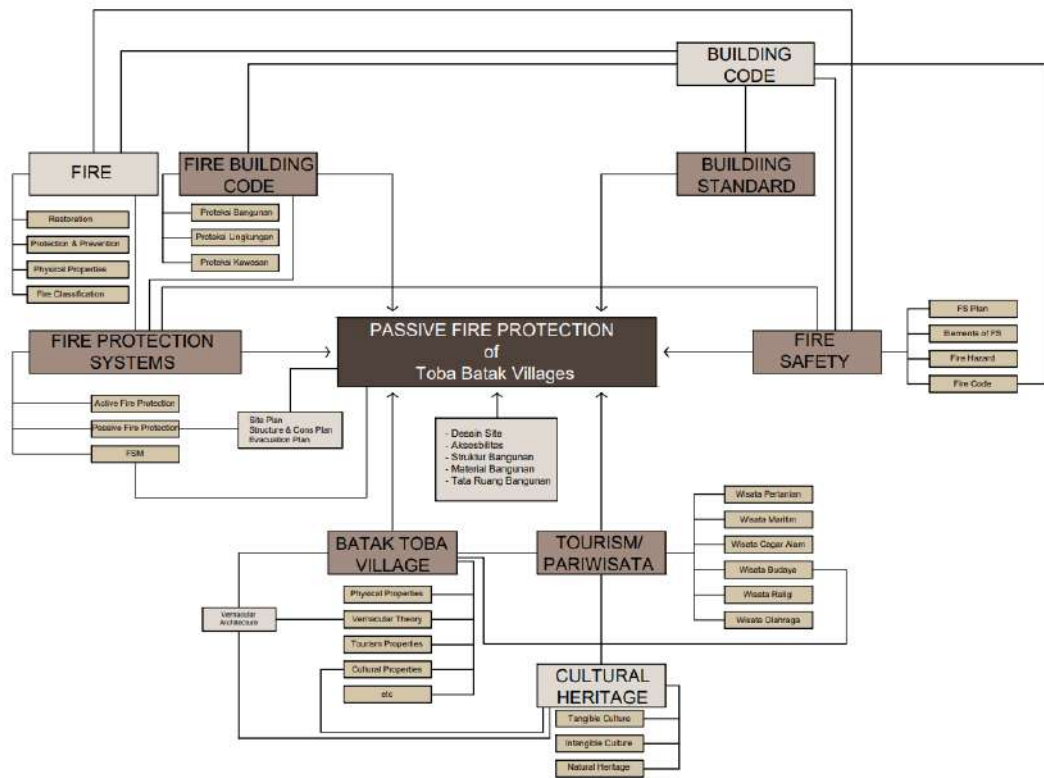 BUILDING
CODE
FIRE
FIRE BUILDING
CODE
BUILDIING
STANDARD
Restoration
Protection & Prevention
Physical Properties
Fire Classification
Proteksi Bangunan
Proteksi Lingkungan
Proteksi Kawasan
FIRE PROTECTION
SYSTEMS
PASSIVE FIRE PROTECTION
of
Toba Batak Villages
FIRE
SAFETY
FS Plan
Elements of FS
Fire Hazard
Fire Code
Active Fire Protection
Passive Fire Protection
FSM
Site Plan
Structure & Cons Plan
Evacuation Plan
- Desain Site
- Aksesbilitas
- Struktur Bangunan
- Material Bangunan
- Tata Ruang Bangunan
BATAK TOBA
VILLAGE
TOURISM/
PARIWISATA
Wisata Pertanian
Wisata Maritim
Wisata Cagar Alam
Wisata Budaya
Wisata Religi
Wisata Olahraga
Vernacular
Architecture
Physical Properties
Vernacular Theory
Tourism Properties
Cultural Properties
etc
CULTURAL
HERITAGE
Tangible Culture
Intangible Culture
Natural Heritage